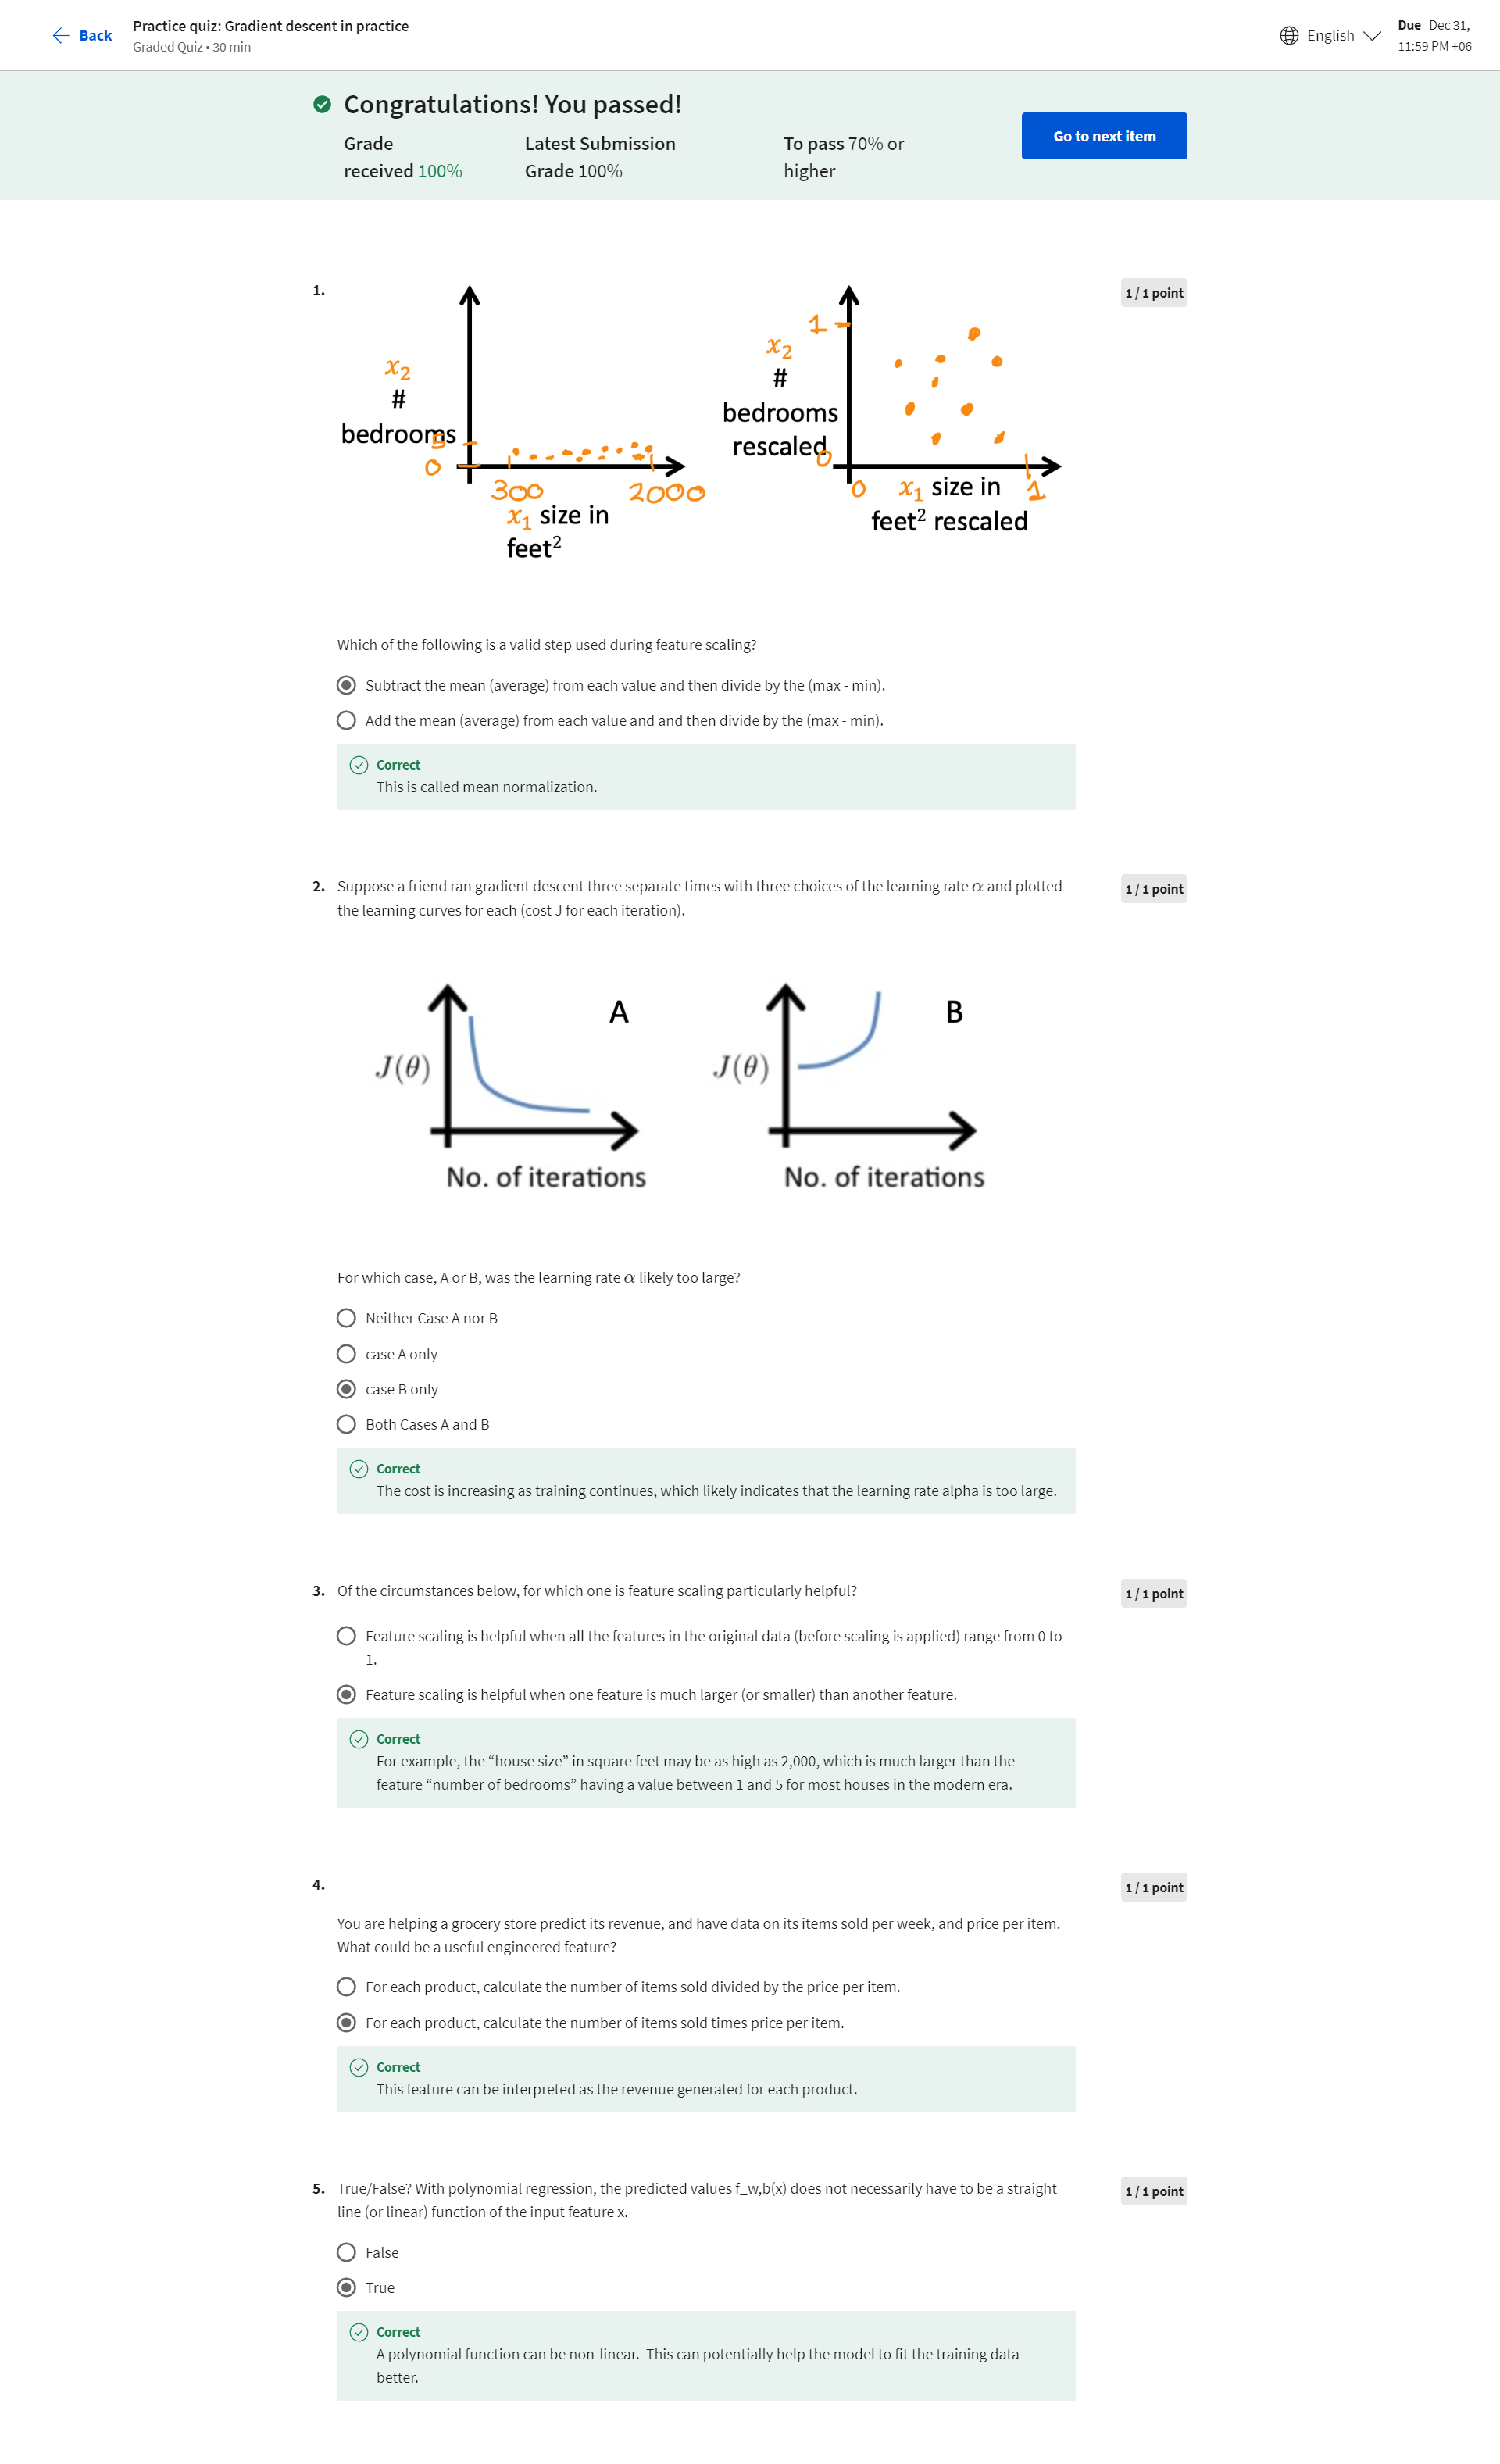 Back
Practice quiz: Gradient descent in practice
Graded Quiz • 30 min
English
Due Dec 31,
11:59 PM +06
Congratulations! You passed!
Grade
received 100%
Latest Submission
Grade 100%
To pass 70% or
higher
Go to next item
1.
1 / 1 point
x₂
#
bedrooms
5
0
300
2000
x₁ size in
feet²
1
x₂
#
bedrooms
rescaled
0
0
x₁ size in
1
feet² rescaled
Which of the following is a valid step used during feature scaling?
Subtract the mean (average) from each value and then divide by the (max - min).
Add the mean (average) from each value and and then divide by the (max - min).
Correct
This is called mean normalization.
2.
Suppose a friend ran gradient descent three separate times with three choices of the learning rate α and plotted
the learning curves for each (cost J for each iteration).
1 / 1 point
A
J(θ)
No. of iterations
B
J(θ)
No. of iterations
For which case, A or B, was the learning rate α likely too large?
Neither Case A nor B
case A only
case B only
Both Cases A and B
Correct
The cost is increasing as training continues, which likely indicates that the learning rate alpha is too large.
3.
Of the circumstances below, for which one is feature scaling particularly helpful?
1 / 1 point
Feature scaling is helpful when all the features in the original data (before scaling is applied) range from 0 to
1.
Feature scaling is helpful when one feature is much larger (or smaller) than another feature.
Correct
For example, the “house size” in square feet may be as high as 2,000, which is much larger than the
feature “number of bedrooms” having a value between 1 and 5 for most houses in the modern era.
4.
1 / 1 point
You are helping a grocery store predict its revenue, and have data on its items sold per week, and price per item.
What could be a useful engineered feature?
For each product, calculate the number of items sold divided by the price per item.
For each product, calculate the number of items sold times price per item.
Correct
This feature can be interpreted as the revenue generated for each product.
5.
True/False? With polynomial regression, the predicted values f_w,b(x) does not necessarily have to be a straight
line (or linear) function of the input feature x.
1 / 1 point
False
True
Correct
A polynomial function can be non-linear. This can potentially help the model to fit the training data
better.